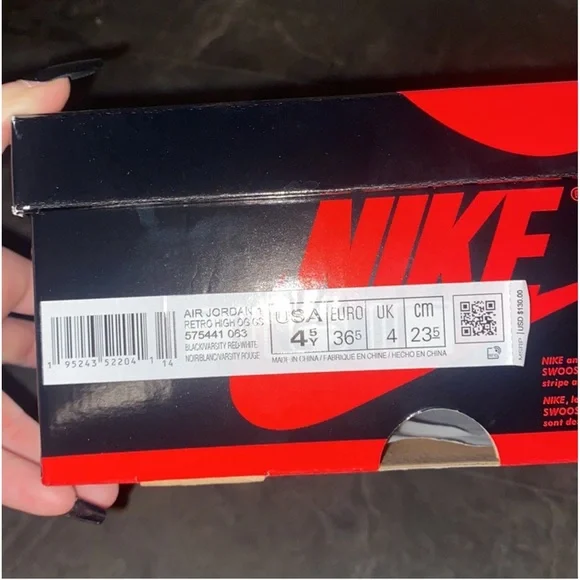 NIKE
®
AIR JORDAN 1
RETRO HIGH OG GS
575441 063
BLACK/VARSITY RED-WHITE
NOIR/BLANC/VARSITY ROUGE
USA EURO UK cm
4.5Y 36.5 4 23.5
MADE IN CHINA / FABRIQUE EN CHINE / HECHO EN CHINA
1 95243 52204 1 14
MSRP USD $130.00
NIKE an
SWOOS
stripe a
NIKE, le
SWOOS
sont de